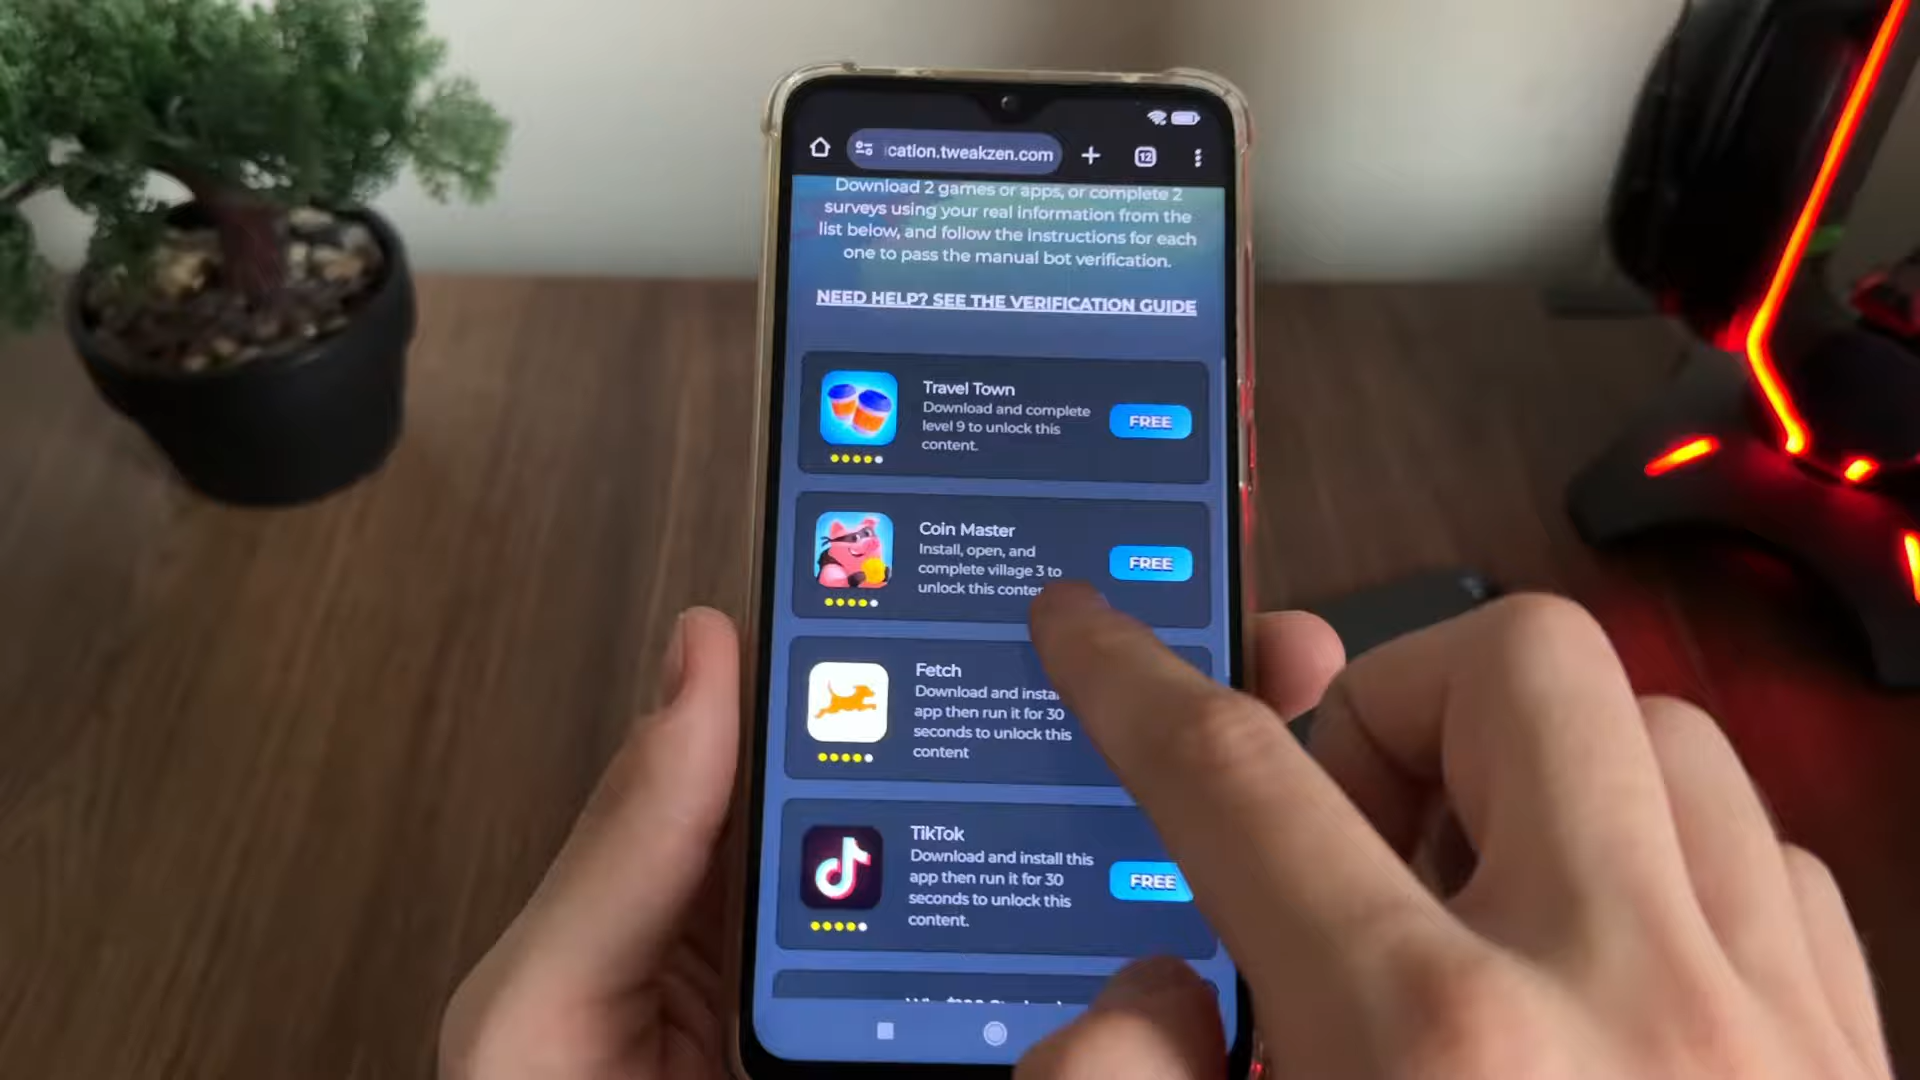 ication.tweakzen.com
12
Download 2 games or apps, or complete 2
surveys using your real information from the
list below, and follow the instructions for each
one to pass the manual bot verification.
NEED HELP? SEE THE VERIFICATION GUIDE
Travel Town
Download and complete
level 9 to unlock this
content.
FREE
Coin Master
Install, open, and
complete village 3 to
unlock this
FREE
Fetch
Download and
app then run it for 30
seconds to unlock this
content
TikTok
Download and install this
app then run it for 30
seconds to unlock this
content.
FREE